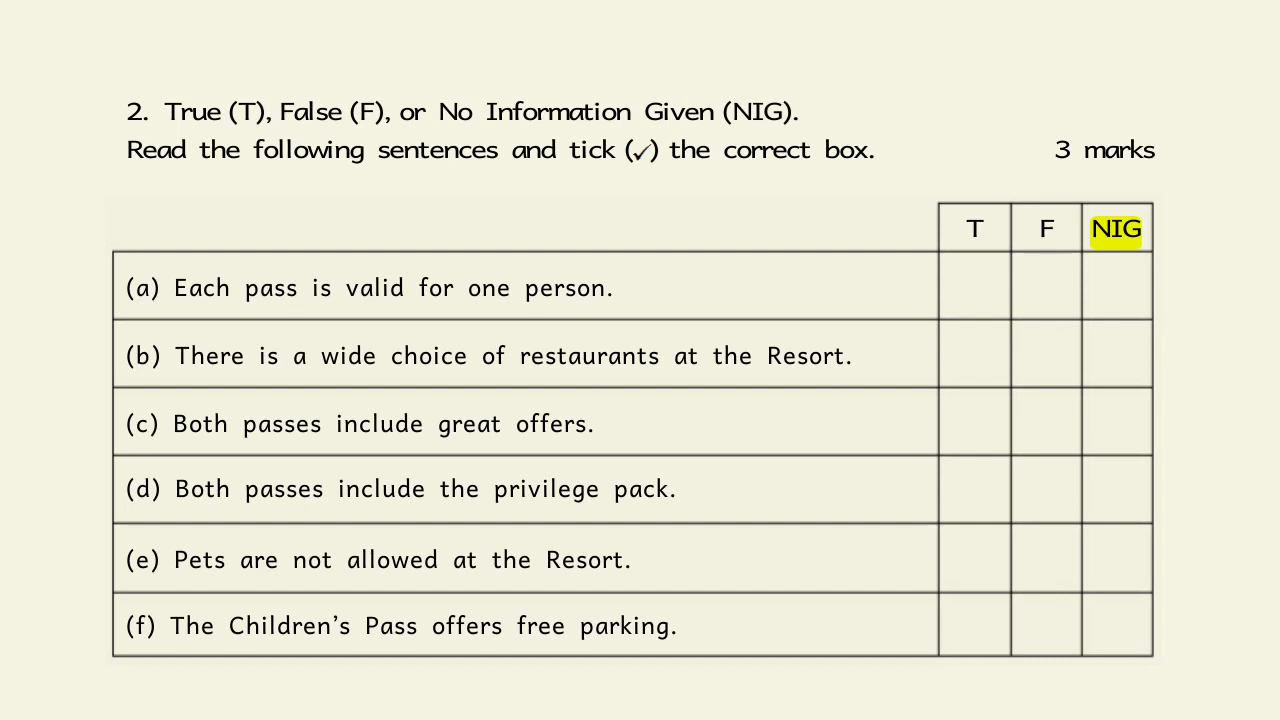 2. True (T), False (F), or No Information Given (NIG).
Read the following sentences and tick (✓) the correct box. 3 marks
T F NIG
(a) Each pass is valid for one person.
(b) There is a wide choice of restaurants at the Resort.
(c) Both passes include great offers.
(d) Both passes include the privilege pack.
(e) Pets are not allowed at the Resort.
(f) The Children’s Pass offers free parking.